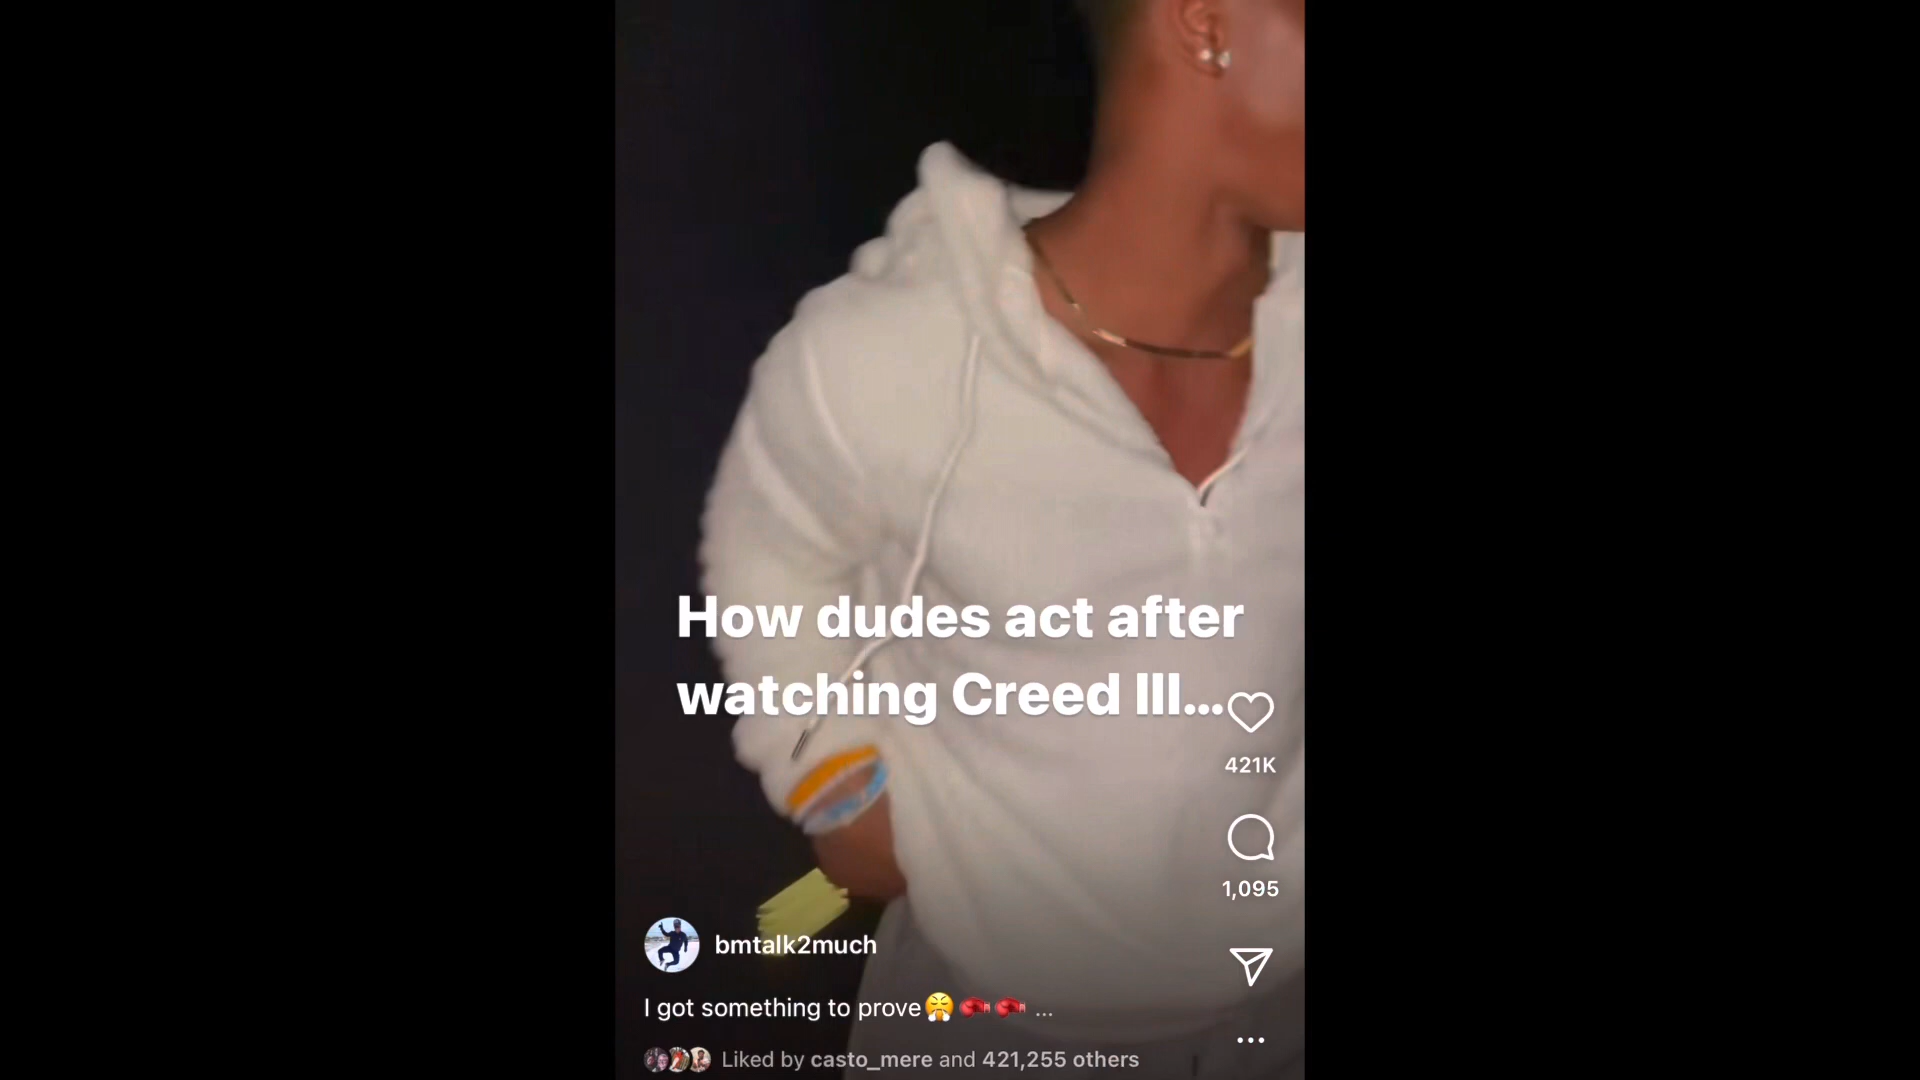 How dudes act after
watching Creed III...
421K
1,095
bmtalk2much
I got something to prove😤🥊🥊 ...
Liked by casto_mere and 421,255 others